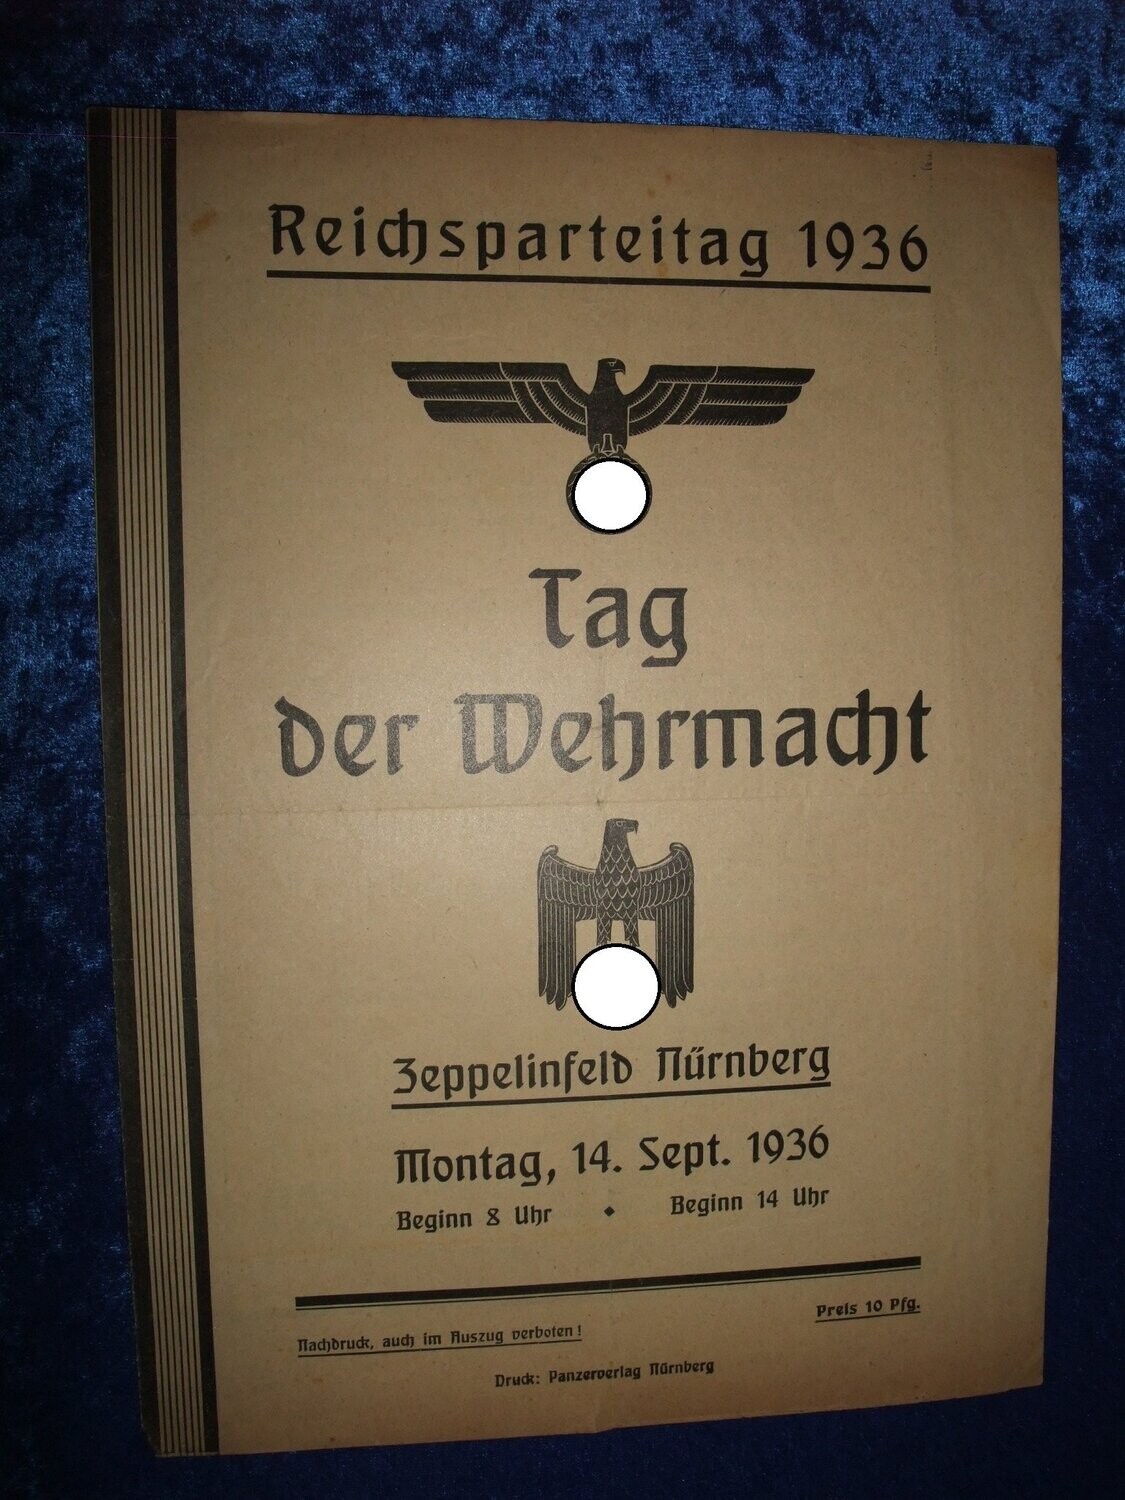 Reichsparteitag 1936
Tag
der Wehrmacht
Zeppelinfeld Nürnberg
Montag, 14. Sept. 1936
Beginn 8 Uhr ◆ Beginn 14 Uhr
Preis 10 Pfg.
Nachdruck, auch im Auszug verboten!
Druck: Panzerverlag Nürnberg